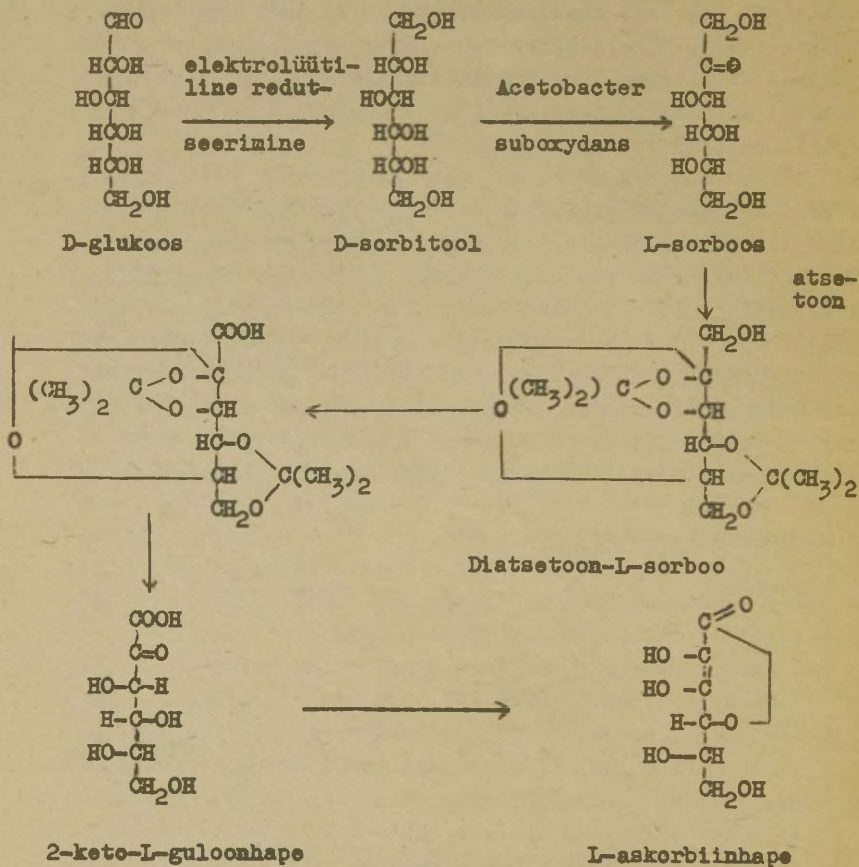 CHO CH2OH CH2OH
HCOH elektrolüüti- HCOH C=O
HOCH line redut- HOCH Acetobacter HOCH
HCOH seerimine HCOH suboxydans HCOH
HCOH HCOH HOCH
CH2OH CH2OH CH2OH
D-glukoos D-sorbitool L-sorboos
atse-
toon
COOH CH2OH
C C
(CH3)2 C O O CH O (CH3)2) C O O CH
O HC-O HC-O
CH C(CH3)2 CH C(CH3)2
CH2O CH2O
Diatsetoon-L-sorboo
COOH C=O
C=O HO-C
HO-C-H HO-C
H-C-OH H-C-O
HO-CH HO-CH
CH2OH CH2OH
2-keto-L-guloonhape L-askorbiinhape